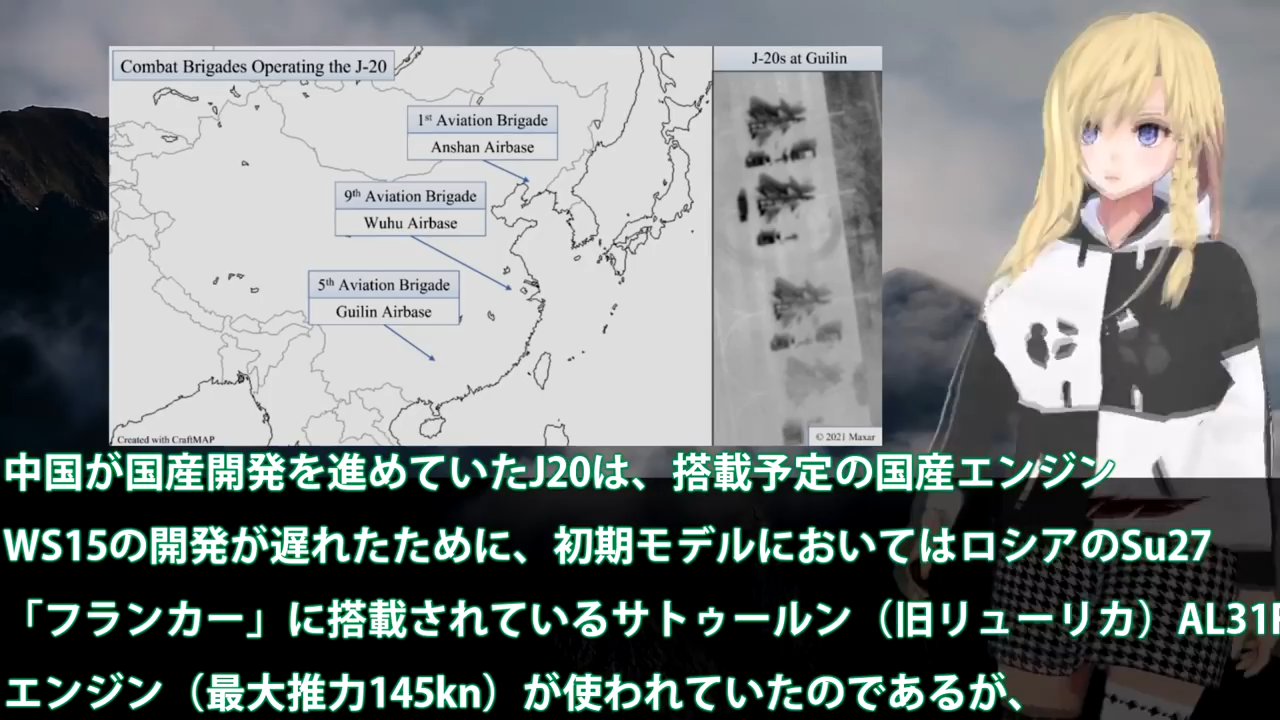 Combat Brigades Operating the J-20
J-20s at Guilin
1st Aviation Brigade
Anshan Airbase
9th Aviation Brigade
Wuhu Airbase
5th Aviation Brigade
Guilin Airbase
Created with CraftMAP
© 2021 Maxar
中国が国産開発を進めていたJ20は、搭載予定の国産エンジン
WS15の開発が遅れたために、初期モデルにおいてはロシアのSu27
「フランカー」に搭載されているサトゥールン（旧リューリカ）AL31F
エンジン（最大推力145kn）が使われていたのであるが、